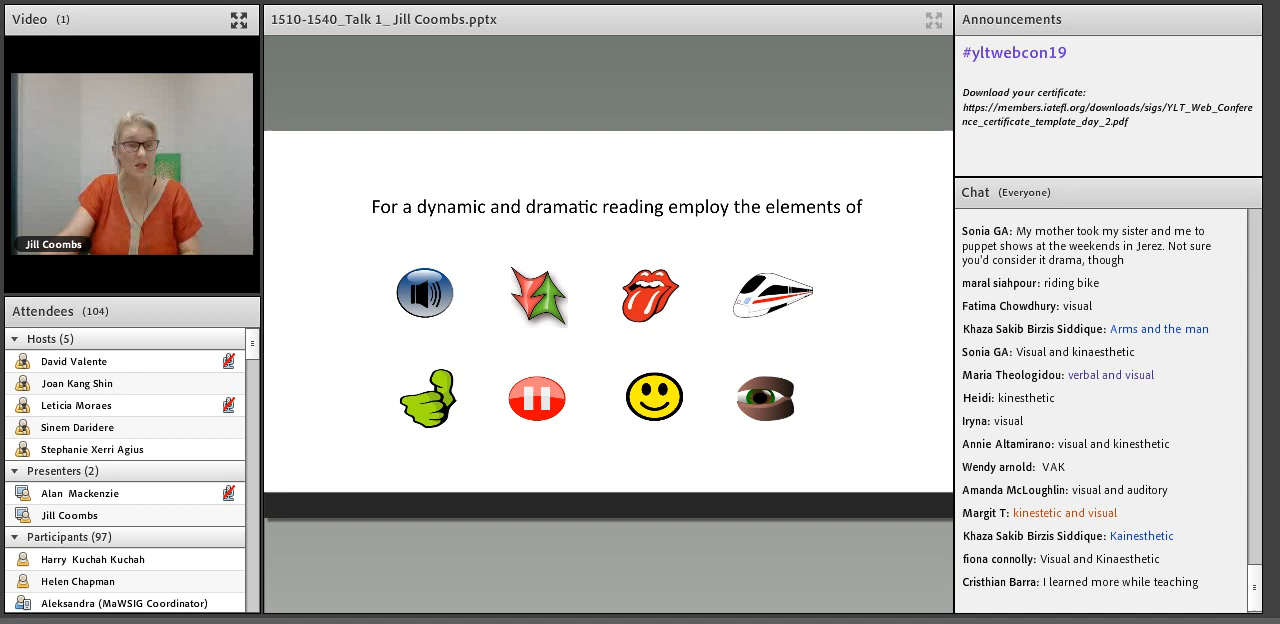 Video (1)
Jill Coombs
Attendees (104)
Hosts (5)
David Valente
Joan Kang Shin
Leticia Moraes
Sinem Daridere
Stephanie Xerri Agius
Presenters (2)
Alan Mackenzie
Jill Coombs
Participants (97)
Harry Kuchah Kuchah
Helen Chapman
Aleksandra (MaWSIG Coordinator)
1510-1540_Talk 1_ Jill Coombs.pptx
For a dynamic and dramatic reading employ the elements of
Announcements
#yltwebcon19
Download your certificate:
https://members.iatefl.org/downloads/sigs/YLT_Web_Confere
nce_certificate_template_day_2.pdf
Chat (Everyone)
Sonia GA: My mother took my sister and me to
puppet shows at the weekends in Jerez. Not sure
you'd consider it drama, though
maral siahpour: riding bike
Fatima Chowdhury: visual
Khaza Sakib Birzis Siddique: Arms and the man
Sonia GA: Visual and kinaesthetic
Maria Theologidou: verbal and visual
Heidi: kinesthetic
Iryna: visual
Annie Altamirano: visual and kinesthetic
Wendy arnold: VAK
Amanda McLoughlin: visual and auditory
Margit T: kinestetic and visual
Khaza Sakib Birzis Siddique: Kainesthetic
fiona connolly: Visual and Kinaesthetic
Cristhian Barra: I learned more while teaching